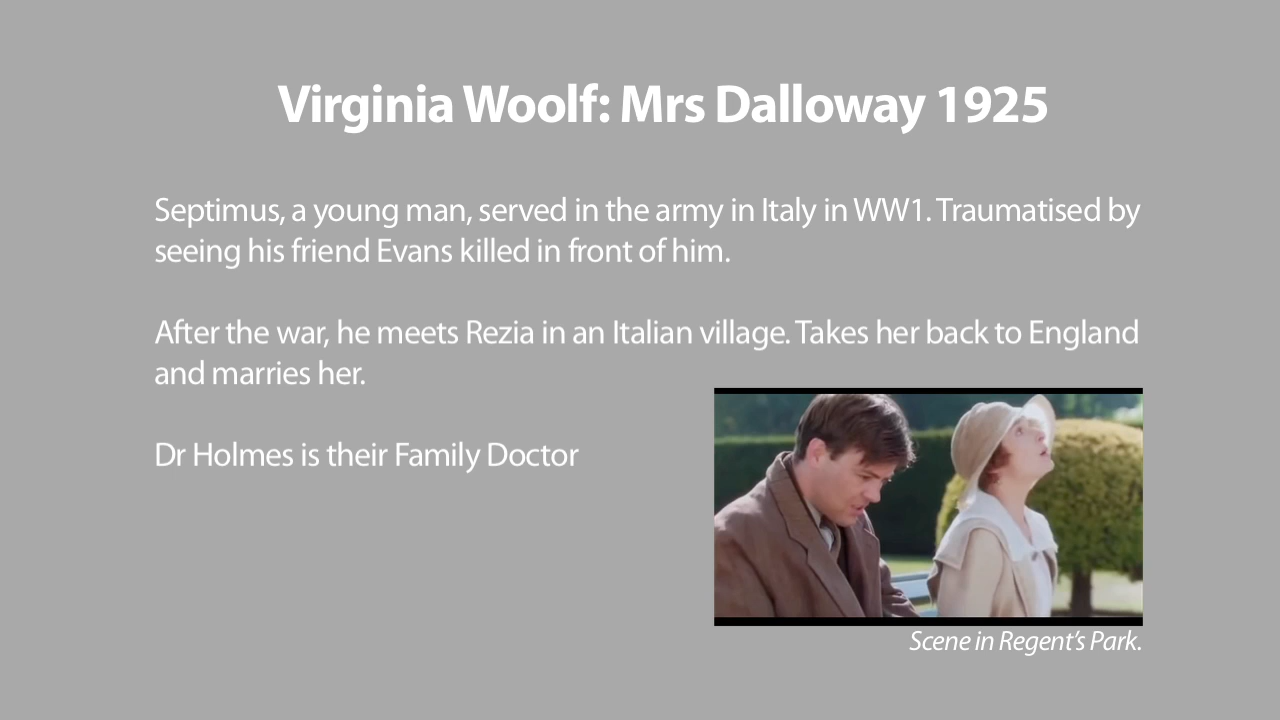 Virginia Woolf: Mrs Dalloway 1925
Septimus, a young man, served in the army in Italy in WW1. Traumatised by
seeing his friend Evans killed in front of him.
After the war, he meets Rezia in an Italian village. Takes her back to England
and marries her.
Dr Holmes is their Family Doctor
Scene in Regent's Park.